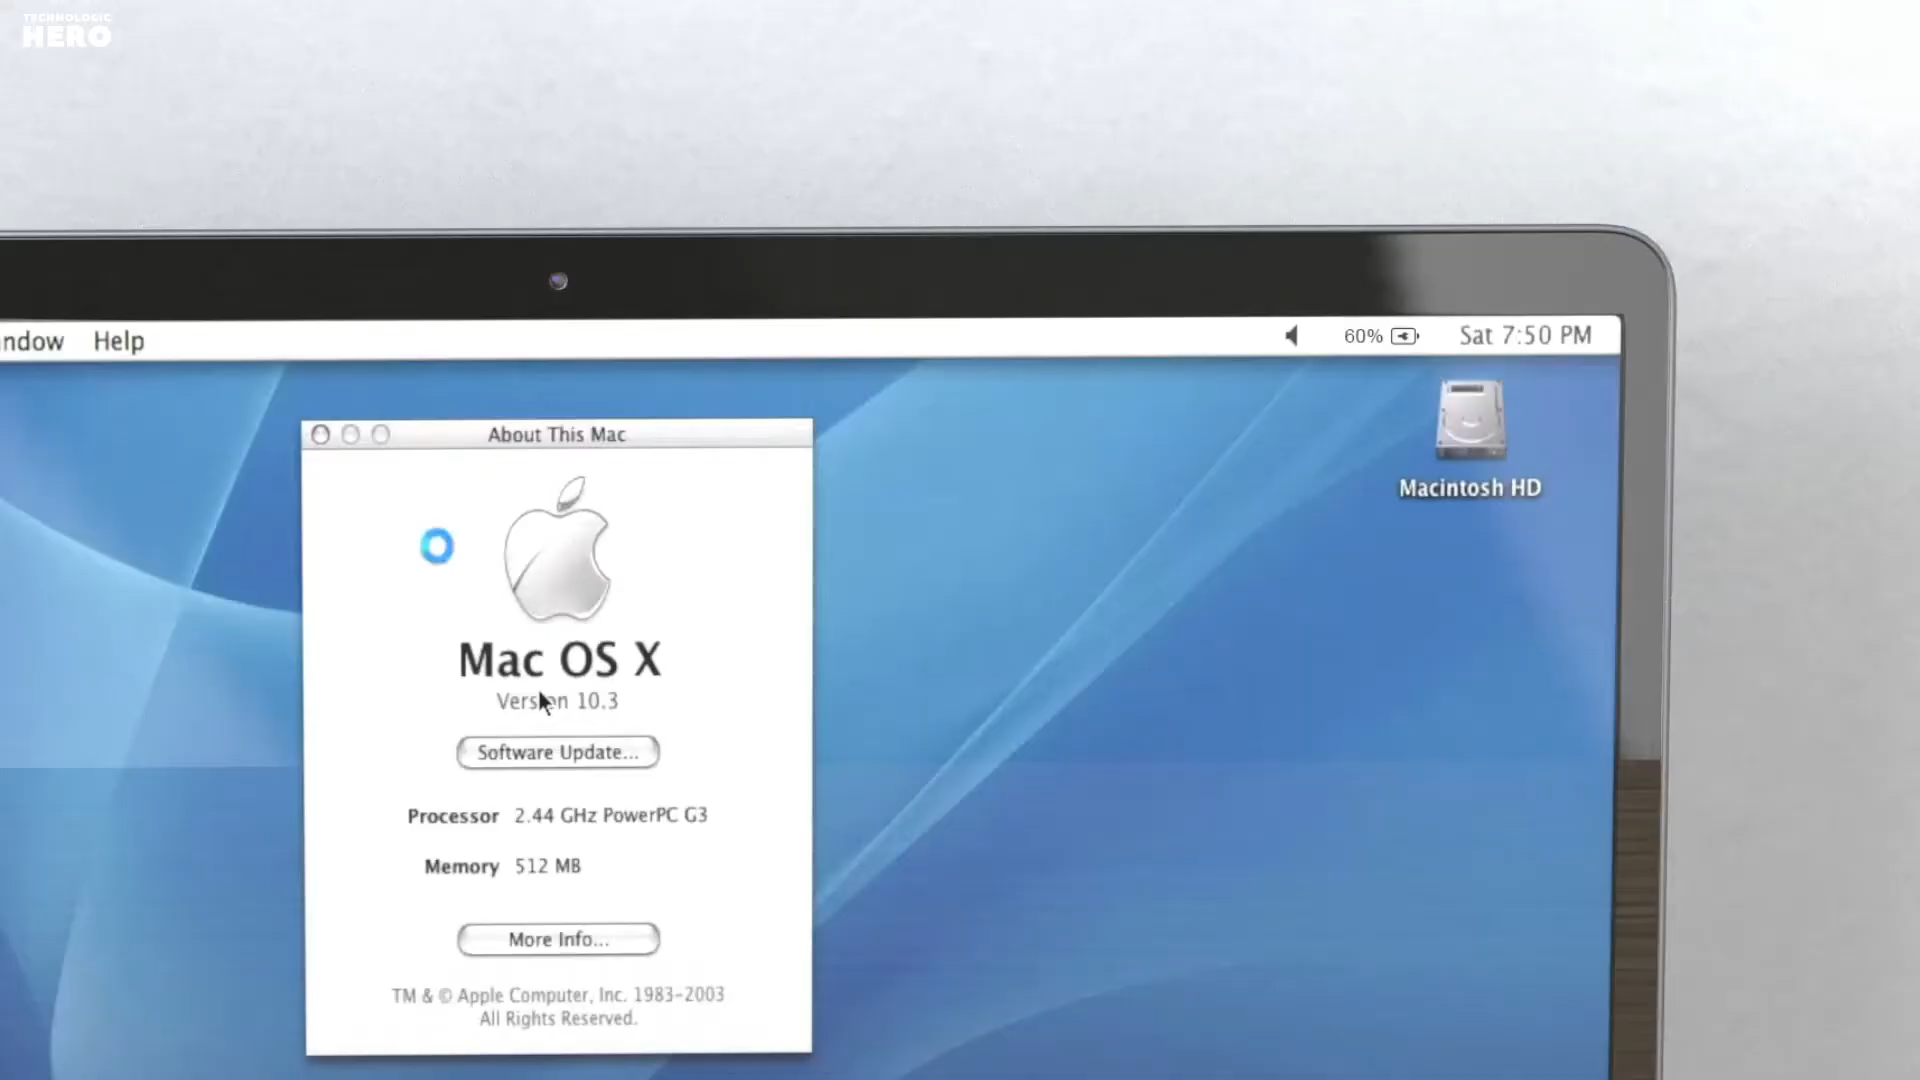 TECHNOLOGIC
HERO
ndow Help
60% Sat 7:50 PM
About This Mac
Macintosh HD
Mac OS X
Version 10.3
Software Update...
Processor 2.44 GHz PowerPC G3
Memory 512 MB
More Info...
TM & © Apple Computer, Inc. 1983-2003
All Rights Reserved.